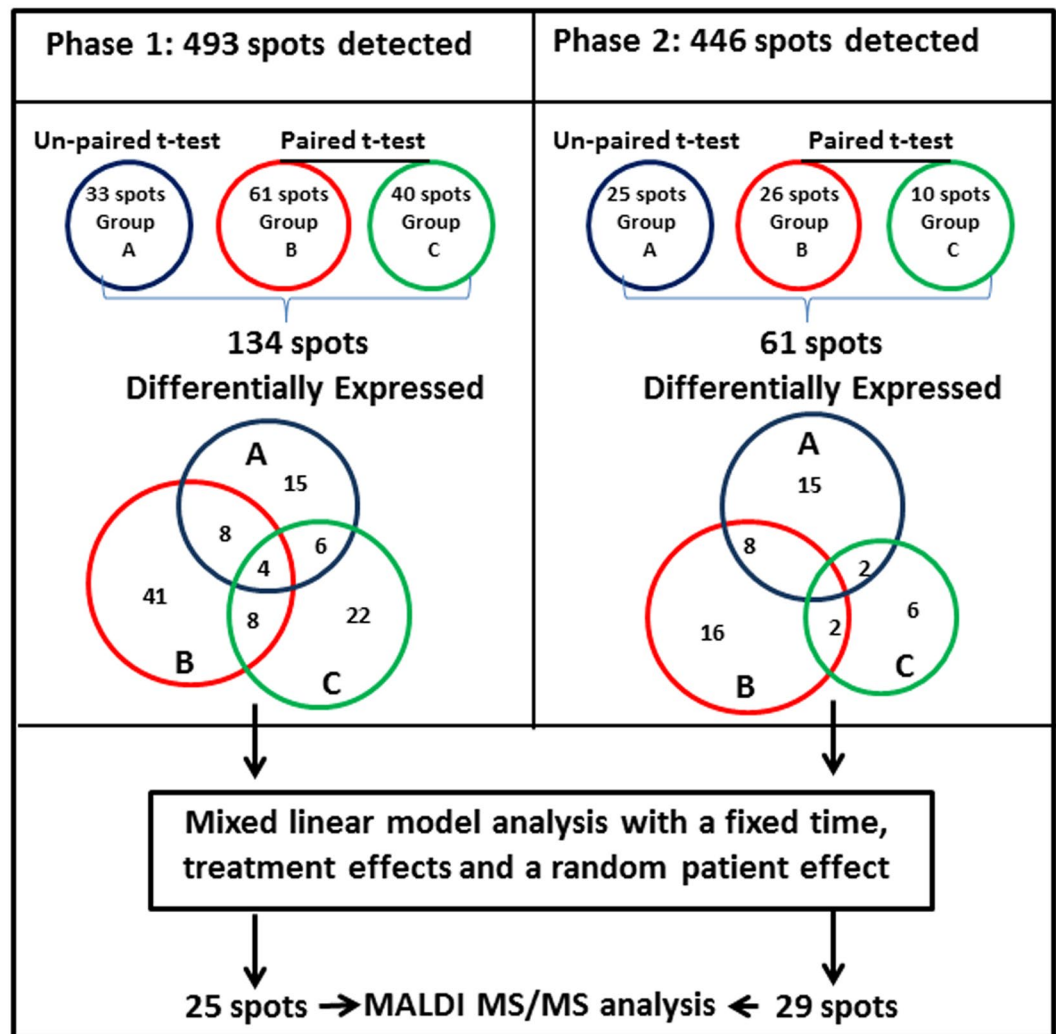 Phase 1: 493 spots detected
Phase 2: 446 spots detected
Un-paired t-test
Paired t-test
33 spots
Group
A
61 spots
Group
B
40 spots
Group
C
134 spots
Differentially Expressed
A
15
8
6
4
41
8
22
B
C
Un-paired t-test
Paired t-test
25 spots
Group
A
26 spots
Group
B
10 spots
Group
C
61 spots
Differentially Expressed
A
15
8
2
16
2
6
B
C
Mixed linear model analysis with a fixed time,
treatment effects and a random patient effect
25 spots
MALDI MS/MS analysis
29 spots